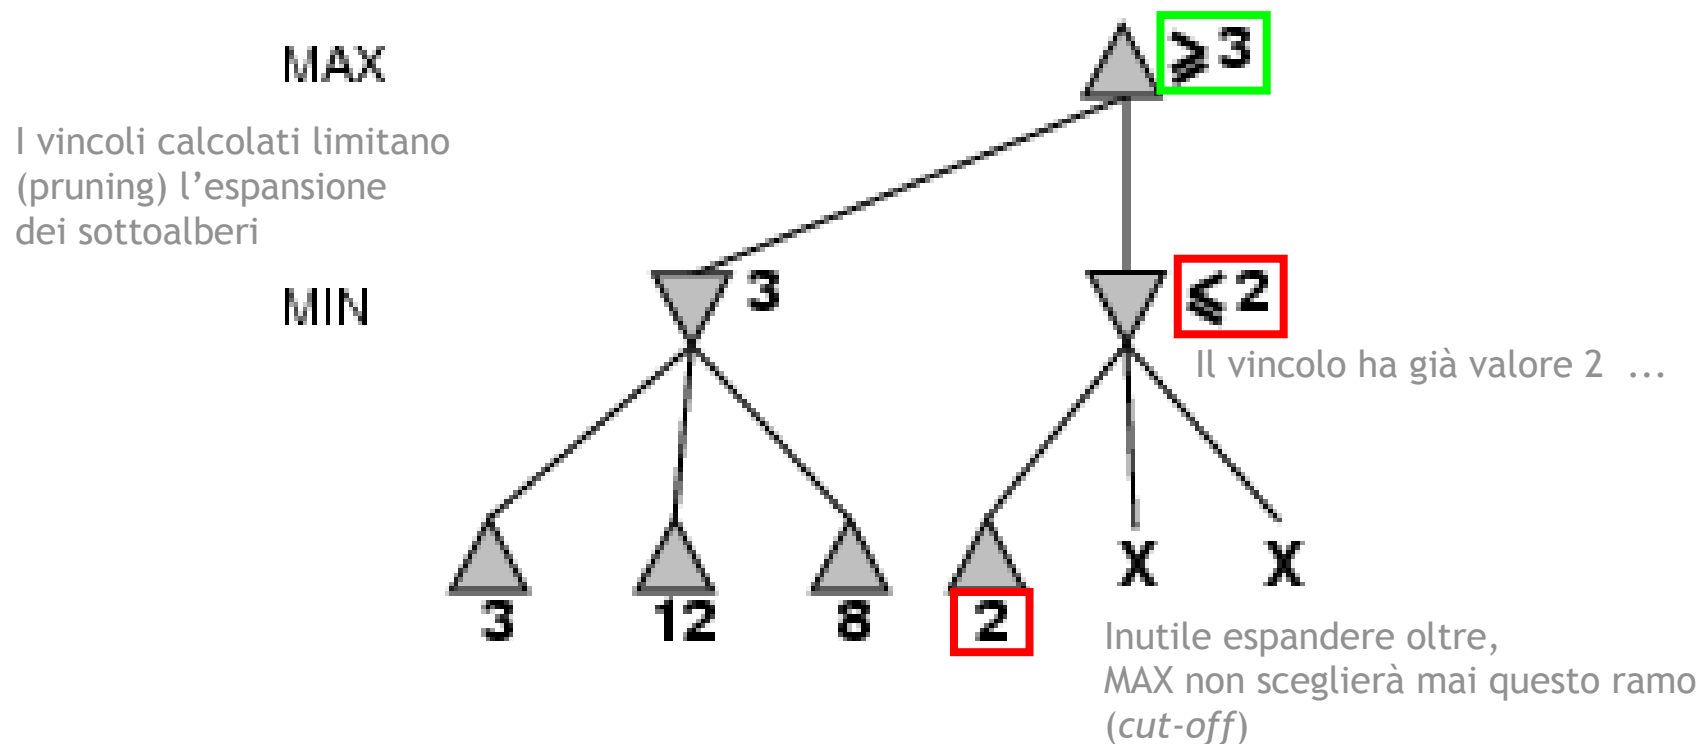 MAX
⩾3
I vincoli calcolati limitano
(pruning) l’espansione
dei sottoalberi
MIN
3
⩽2
Il vincolo ha già valore 2 ...
3 12 8 2 X X
Inutile espandere oltre,
MAX non sceglierà mai questo ramo
(cut-off)